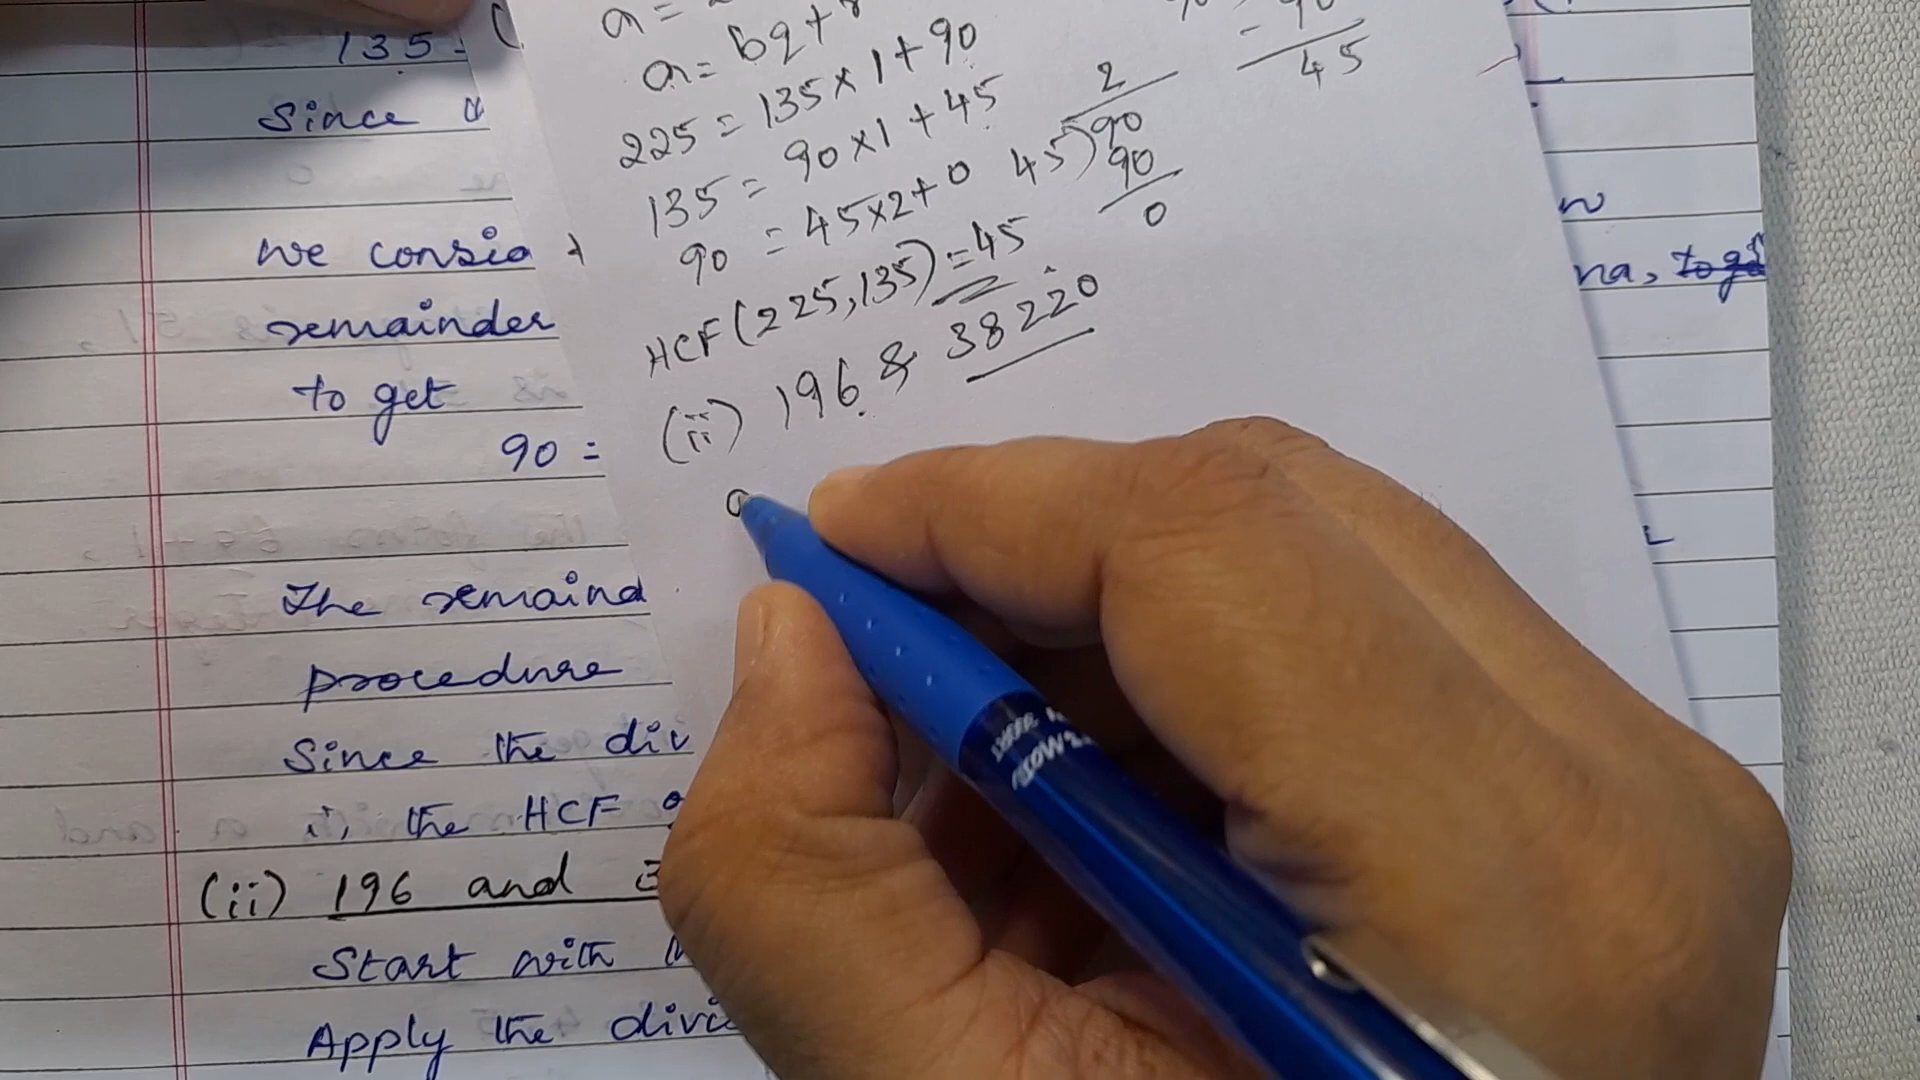 135
Since
We consid
remainder
to get
90 =
The remaind
procedure
Since the div
it, the HCF
(ii) 196 and 3
Start with
Apply the divi
a =
a = bq +
225 = 135 × 1 + 90
135 = 90 × 1 + 45
90 = 45 × 2 + 0
HCF (225, 135) = 45
(ii) 196 & 38220
a
90
45
2
45)90
90
0